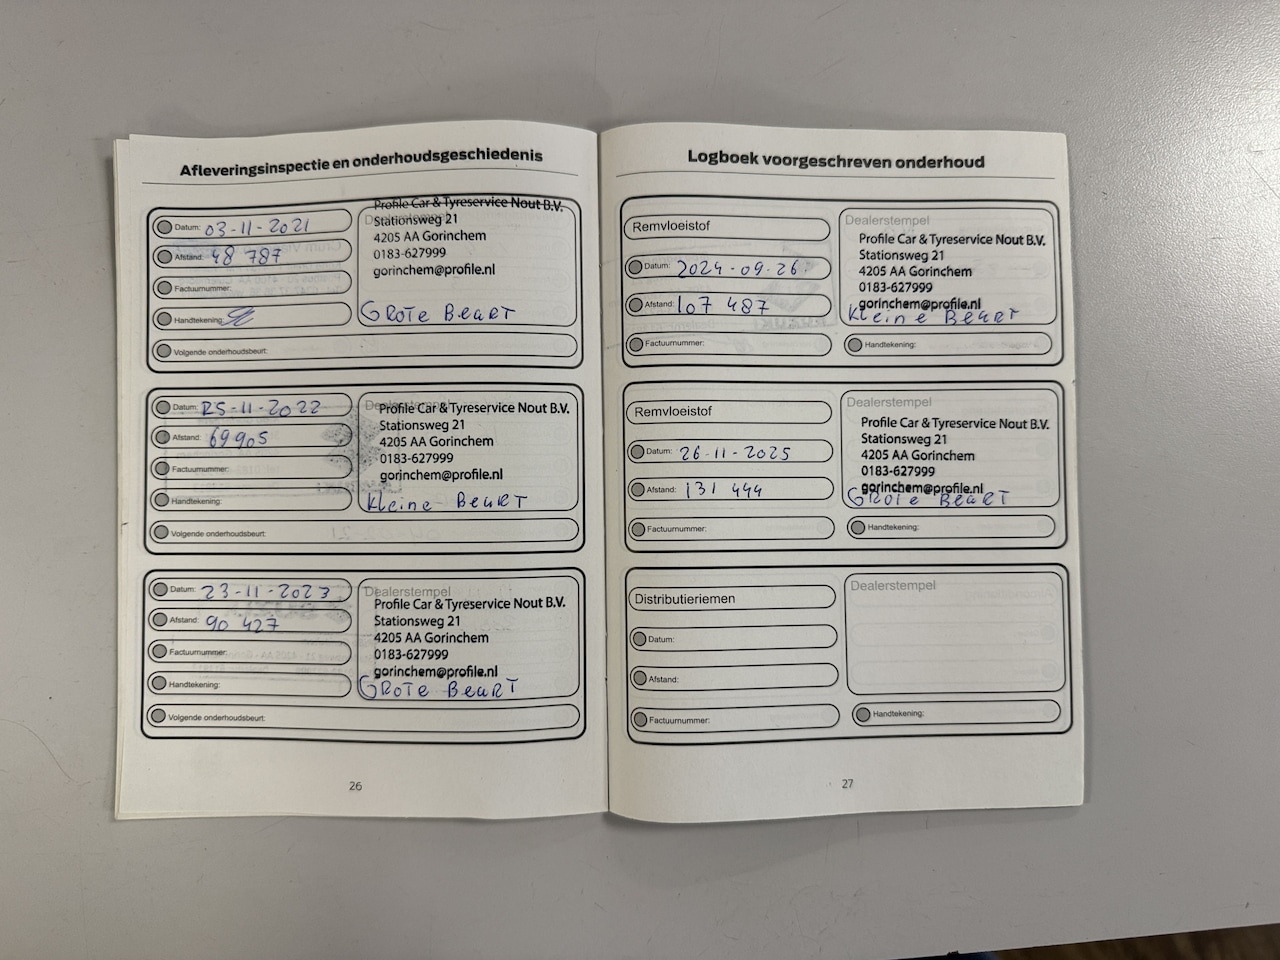 Afleveringsinspectie en onderhoudsgeschiedenis
Datum: 03-11-2021
Afstand: 48 787
Factuurnummer:
Handtekening:
Volgende onderhoudsbeurt:
Dealerstempel
Profile Car & Tyreservice Nout B.V.
Stationsweg 21
4205 AA Gorinchem
0183-627999
gorinchem@profile.nl
GROTE BEURT
Datum: 25-11-2022
Afstand: 69905
Factuurnummer:
Handtekening:
Volgende onderhoudsbeurt:
Dealerstempel
Profile Car & Tyreservice Nout B.V.
Stationsweg 21
4205 AA Gorinchem
0183-627999
gorinchem@profile.nl
Kleine BEURT
Datum: 23-11-2023
Afstand: 90 427
Factuurnummer:
Handtekening:
Volgende onderhoudsbeurt:
Dealerstempel
Profile Car & Tyreservice Nout B.V.
Stationsweg 21
4205 AA Gorinchem
0183-627999
gorinchem@profile.nl
GROTE BEURT
26
Logboek voorgeschreven onderhoud
Remvloeistof
Datum: 2024-09-26
Afstand: 107 487
Factuurnummer:
Dealerstempel
Profile Car & Tyreservice Nout B.V.
Stationsweg 21
4205 AA Gorinchem
0183-627999
gorinchem@profile.nl
Kleine BEURT
Handtekening:
Remvloeistof
Datum: 26-11-2025
Afstand: 131 444
Factuurnummer:
Dealerstempel
Profile Car & Tyreservice Nout B.V.
Stationsweg 21
4205 AA Gorinchem
0183-627999
gorinchem@profile.nl
GROTE BEURT
Handtekening:
Distributieriemen
Datum:
Afstand:
Factuurnummer:
Dealerstempel
Handtekening:
27